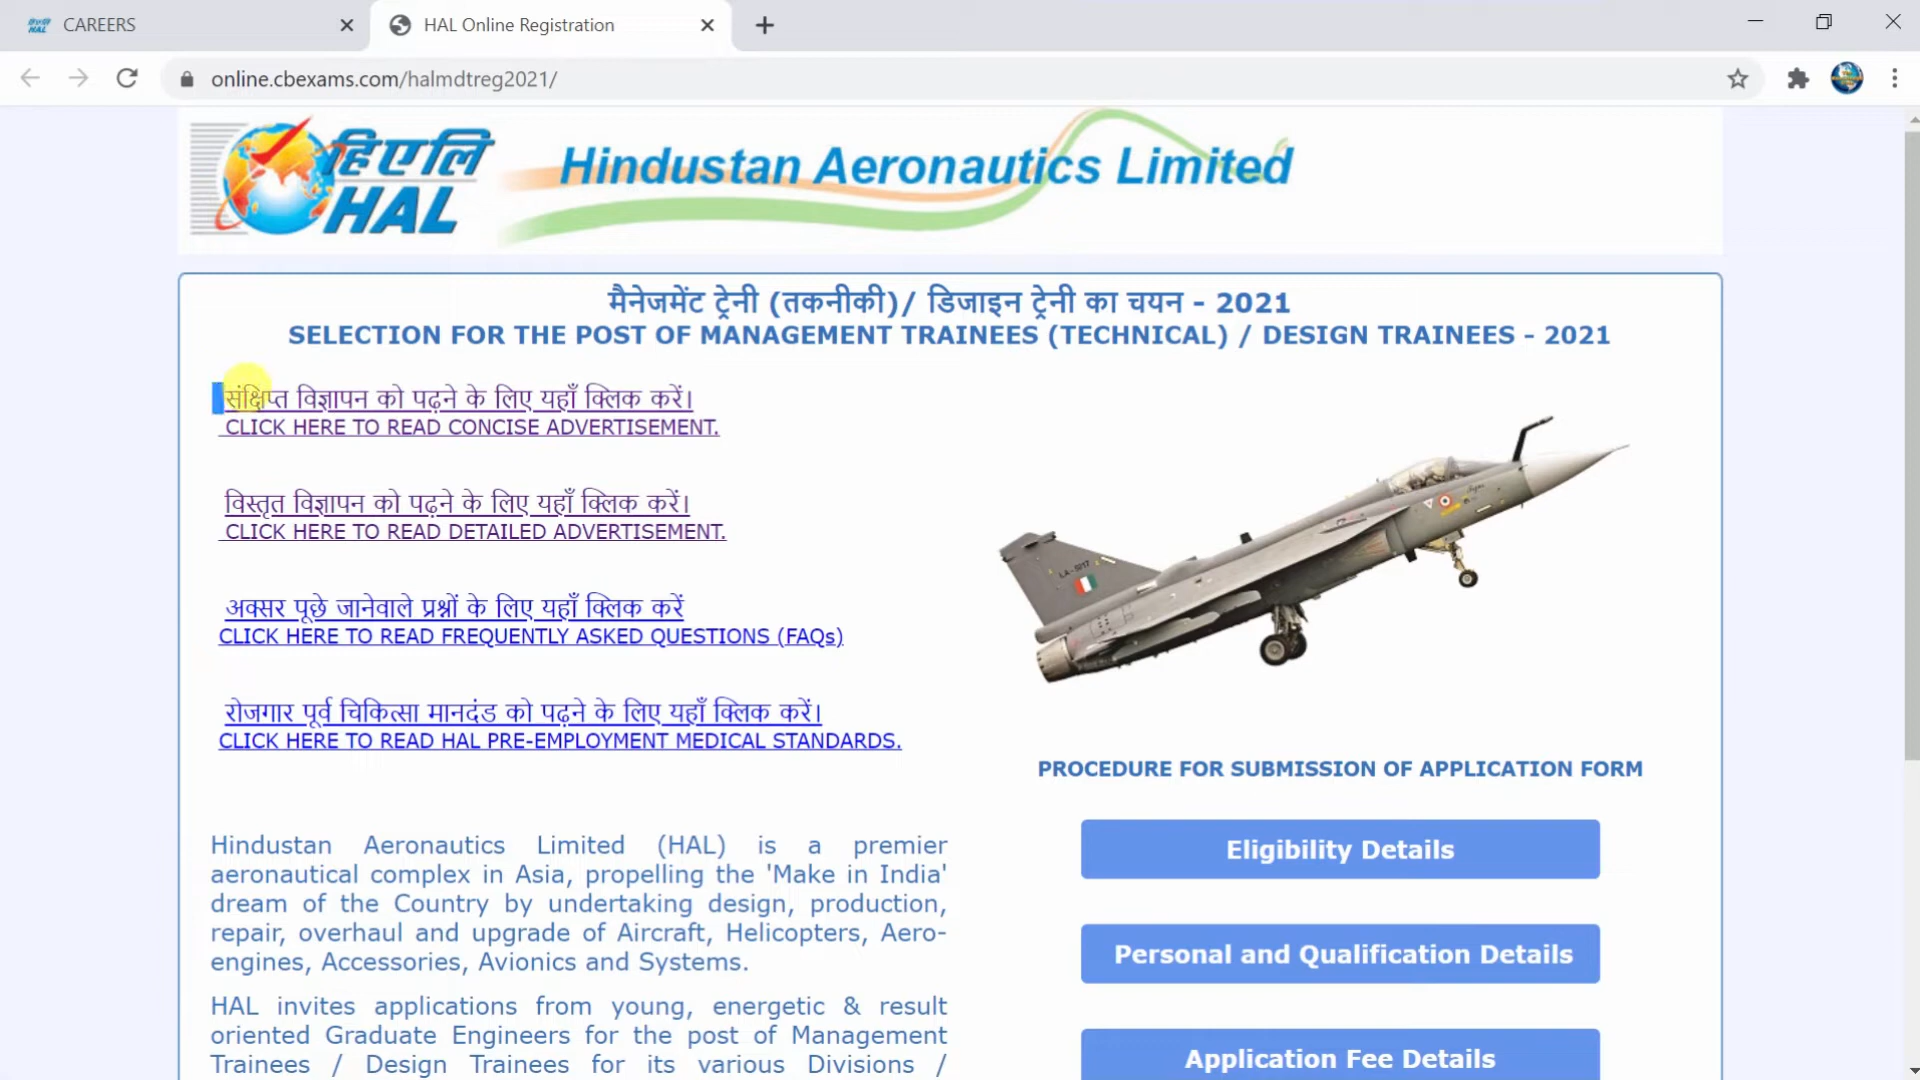 CAREERS
HAL Online Registration
online.cbexams.com/halmdtreg2021/
हिएलि
HAL
Hindustan Aeronautics Limited
मैनेजमेंट ट्रेनी (तकनीकी)/ डिजाइन ट्रेनी का चयन - 2021
SELECTION FOR THE POST OF MANAGEMENT TRAINEES (TECHNICAL) / DESIGN TRAINEES - 2021
संक्षिप्त विज्ञापन को पढ़ने के लिए यहाँ क्लिक करें।
CLICK HERE TO READ CONCISE ADVERTISEMENT.
विस्तृत विज्ञापन को पढ़ने के लिए यहाँ क्लिक करें।
CLICK HERE TO READ DETAILED ADVERTISEMENT.
अक्सर पूछे जानेवाले प्रश्नों के लिए यहाँ क्लिक करें
CLICK HERE TO READ FREQUENTLY ASKED QUESTIONS (FAQs)
रोजगार पूर्व चिकित्सा मानदंड को पढ़ने के लिए यहाँ क्लिक करें।
CLICK HERE TO READ HAL PRE-EMPLOYMENT MEDICAL STANDARDS.
Hindustan Aeronautics Limited (HAL) is a premier
aeronautical complex in Asia, propelling the 'Make in India'
dream of the Country by undertaking design, production,
repair, overhaul and upgrade of Aircraft, Helicopters, Aero-
engines, Accessories, Avionics and Systems.
HAL invites applications from young, energetic & result
oriented Graduate Engineers for the post of Management
Trainees / Design Trainees for its various Divisions /
PROCEDURE FOR SUBMISSION OF APPLICATION FORM
Eligibility Details
Personal and Qualification Details
Application Fee Details